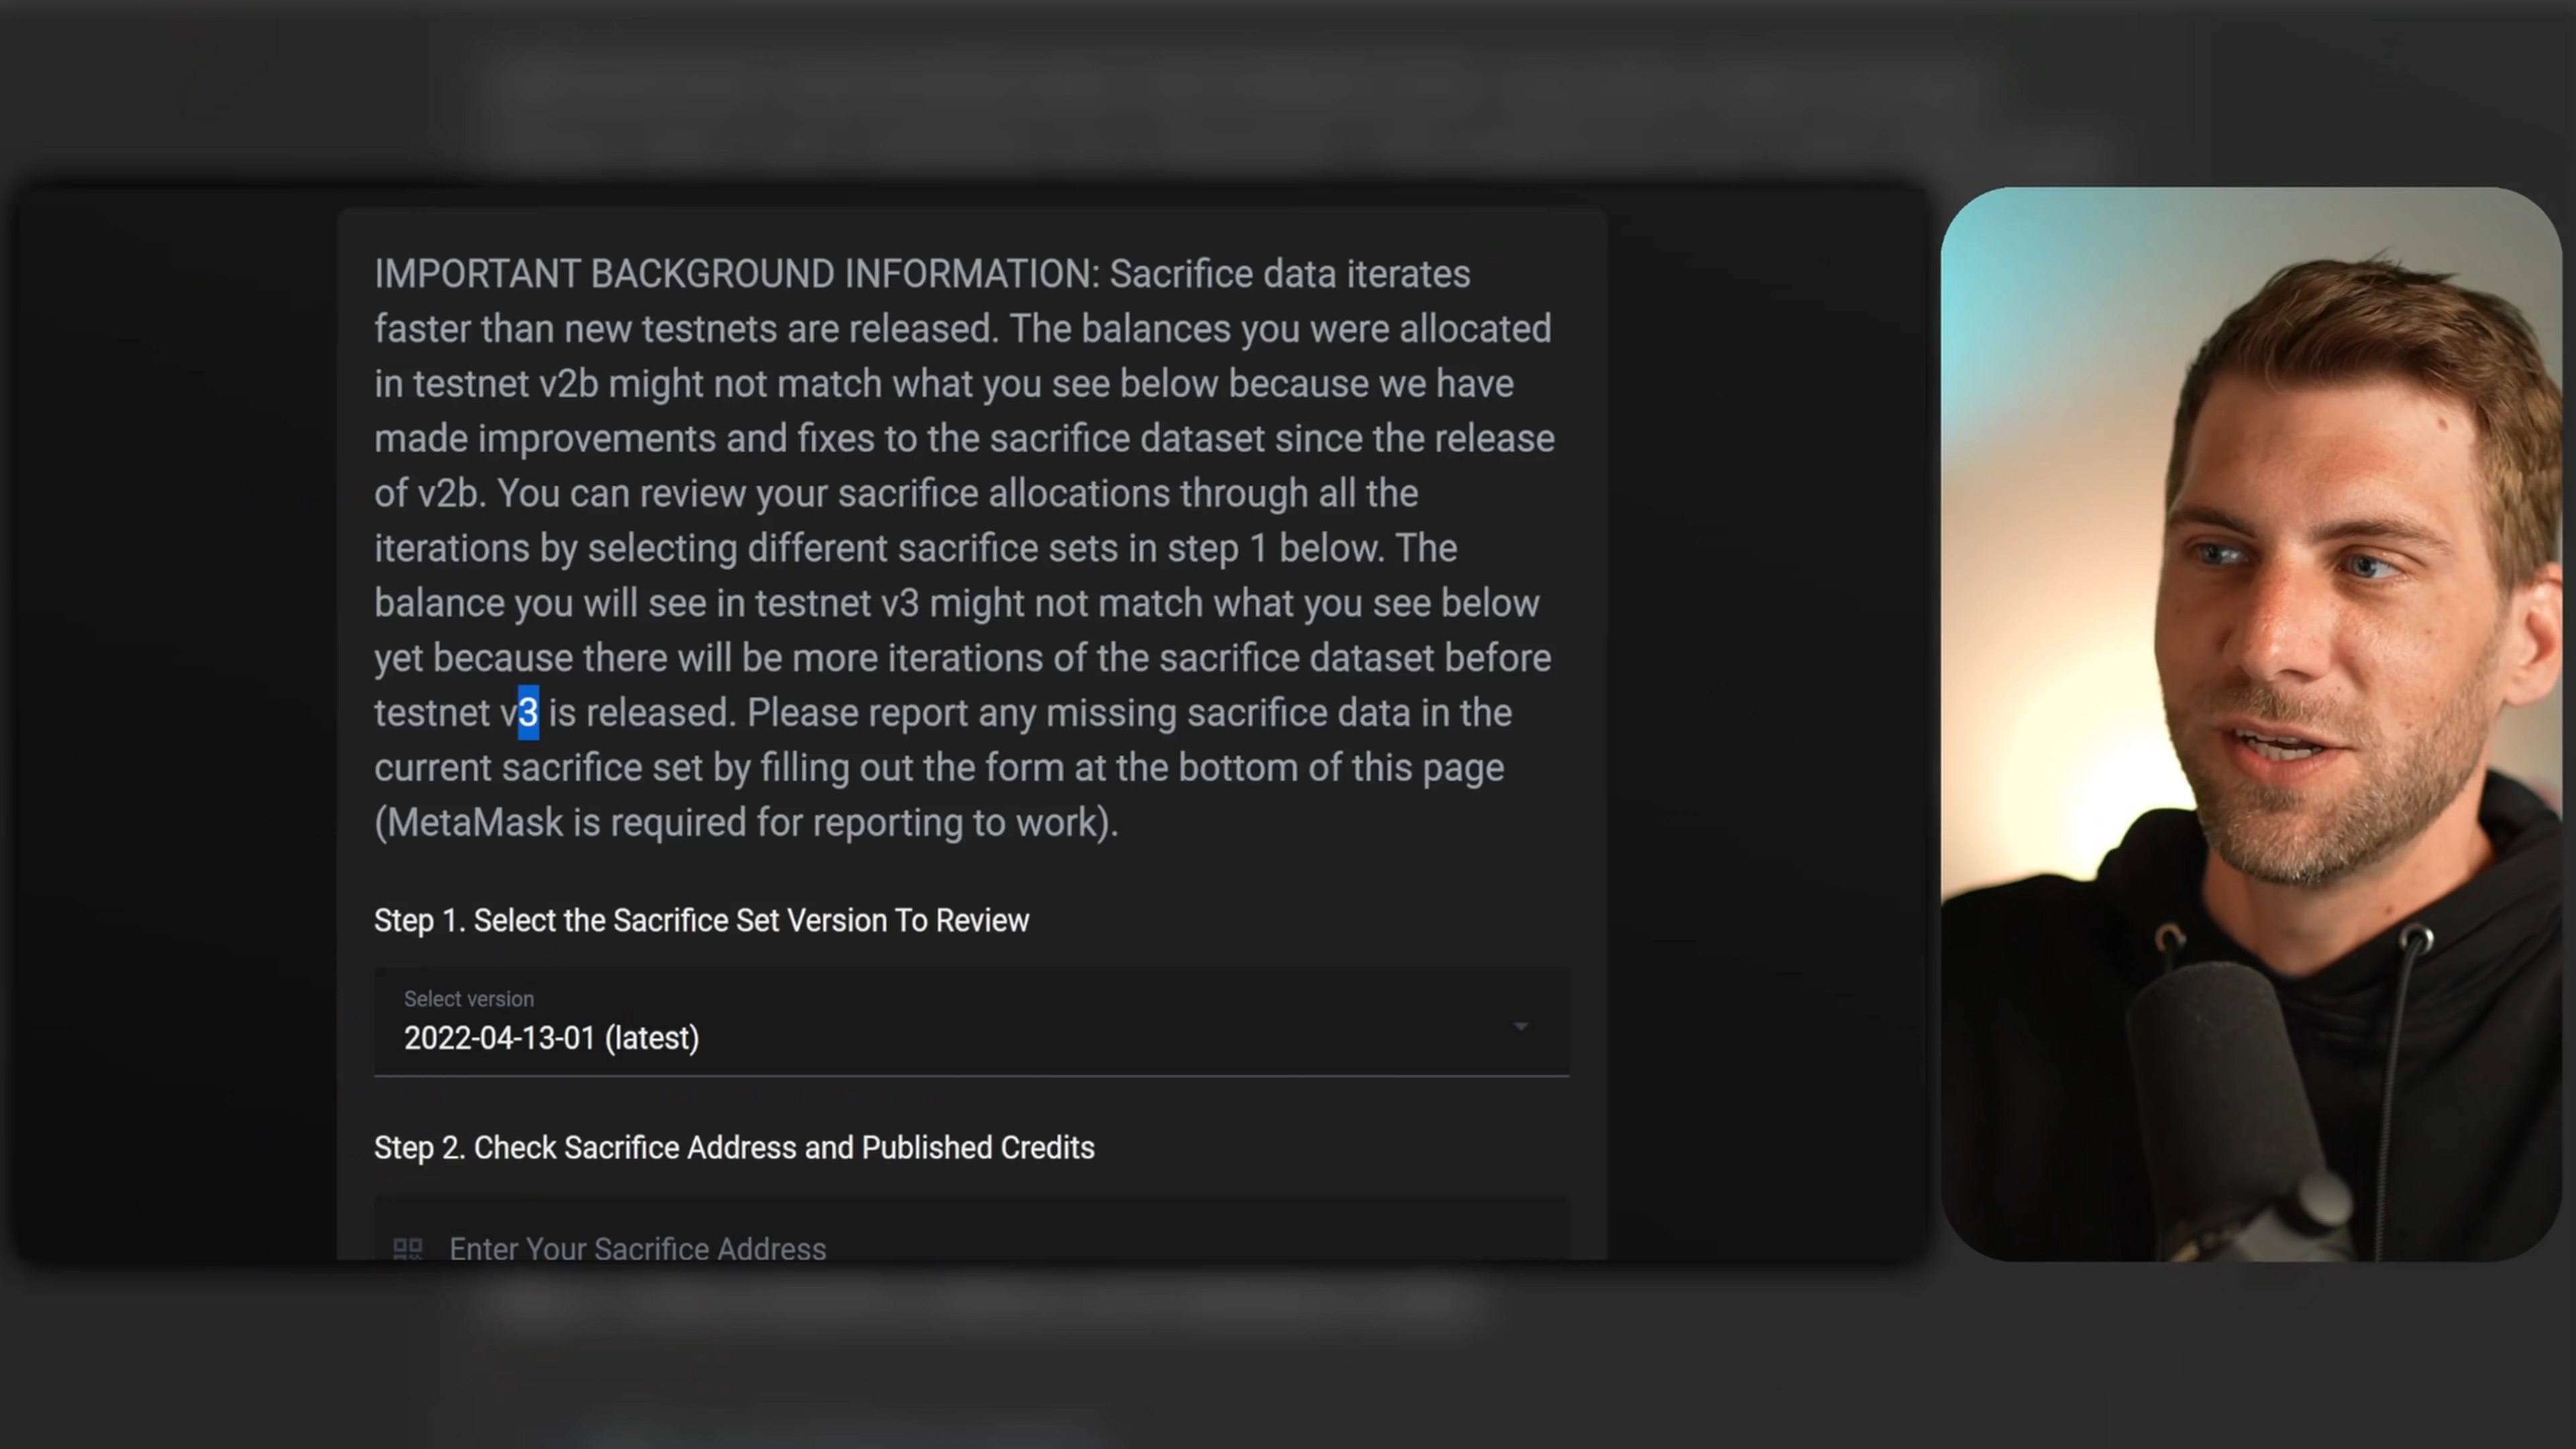 IMPORTANT BACKGROUND INFORMATION: Sacrifice data iterates
faster than new testnets are released. The balances you were allocated
in testnet v2b might not match what you see below because we have
made improvements and fixes to the sacrifice dataset since the release
of v2b. You can review your sacrifice allocations through all the
iterations by selecting different sacrifice sets in step 1 below. The
balance you will see in testnet v3 might not match what you see below
yet because there will be more iterations of the sacrifice dataset before
testnet v3 is released. Please report any missing sacrifice data in the
current sacrifice set by filling out the form at the bottom of this page
(MetaMask is required for reporting to work).
Step 1. Select the Sacrifice Set Version To Review
Select version
2022-04-13-01 (latest)
Step 2. Check Sacrifice Address and Published Credits
Enter Your Sacrifice Address